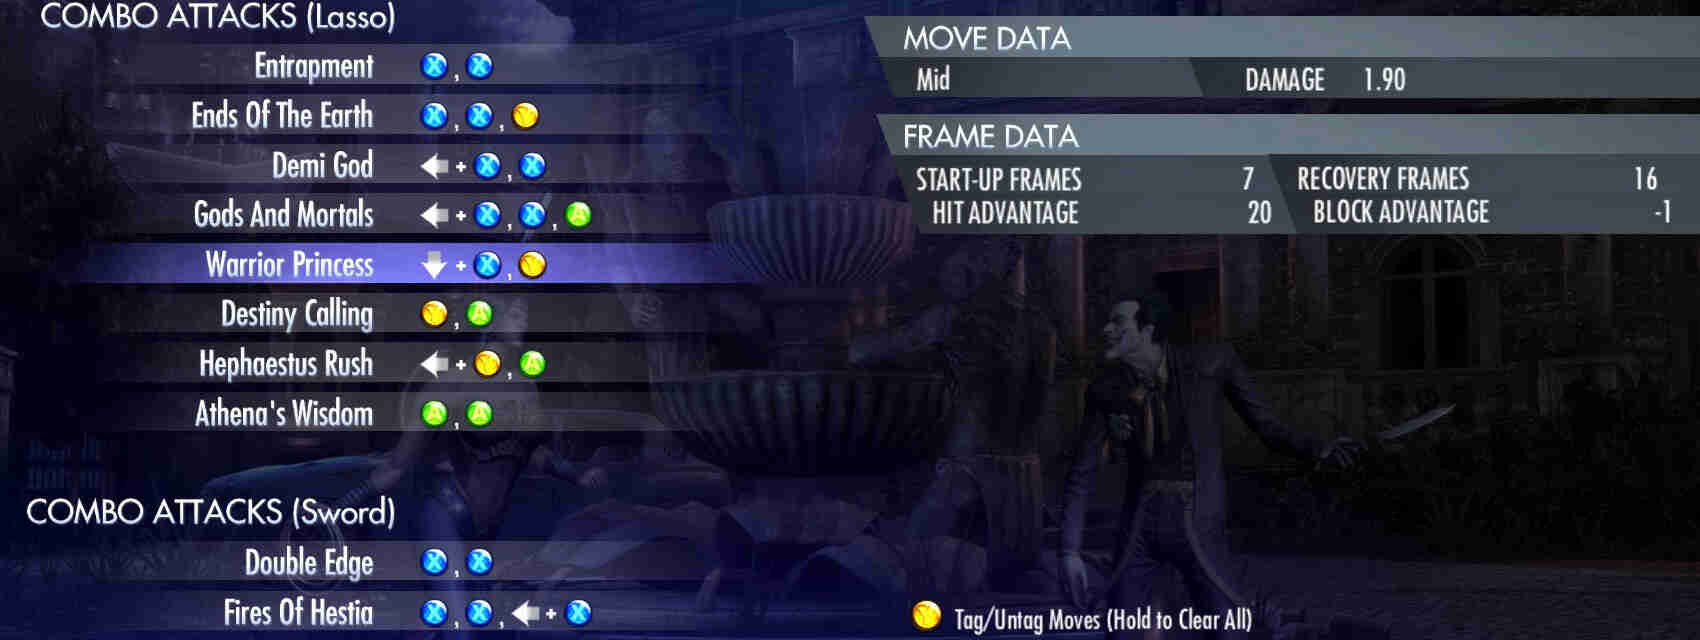 COMBO ATTACKS (Lasso)
Entrapment X , X
Ends Of The Earth X , X , Y
Demi God + X , X
Gods And Mortals + X , X , A
Warrior Princess + X , Y
Destiny Calling Y , A
Hephaestus Rush + Y , A
Athena's Wisdom A , A
COMBO ATTACKS (Sword)
Double Edge X , X
Fires Of Hestia X , X , + X
MOVE DATA
Mid DAMAGE 1.90
FRAME DATA
START-UP FRAMES 7 RECOVERY FRAMES 16
HIT ADVANTAGE 20 BLOCK ADVANTAGE -1
Y Tag/Untag Moves (Hold to Clear All)